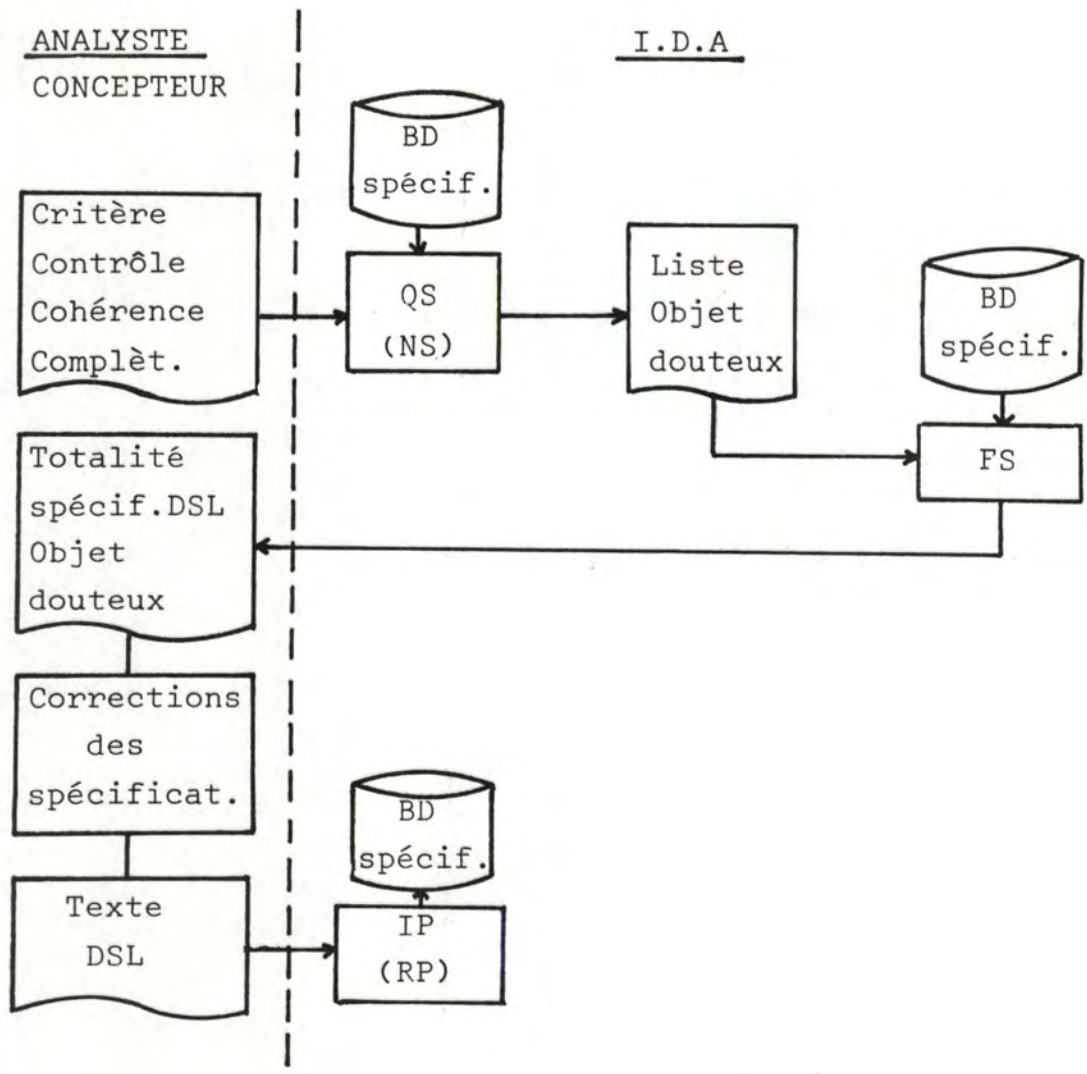 ANALYSTE
CONCEPTEUR
I.D.A
BD
spécif.
Critère
Contrôle
Cohérence
Complèt.
QS
(NS)
Liste
Objet
douteux
BD
spécif.
FS
Totalité
spécif.DSL
Objet
douteux
Corrections
des
spécificat.
BD
spécif.
Texte
DSL
IP
(RP)